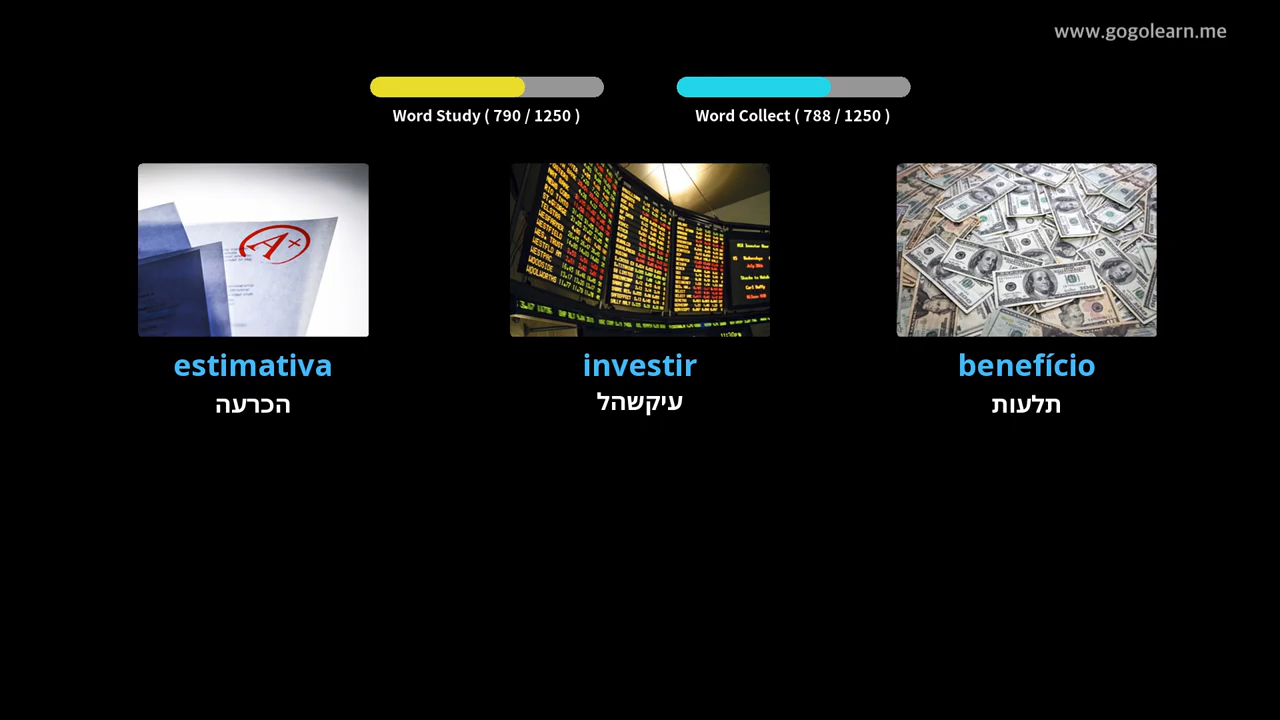 www.gogolearn.me
Word Study ( 790 / 1250 )
Word Collect ( 788 / 1250 )
estimativa
הכרעה
investir
עיקשהל
benefício
תלעות